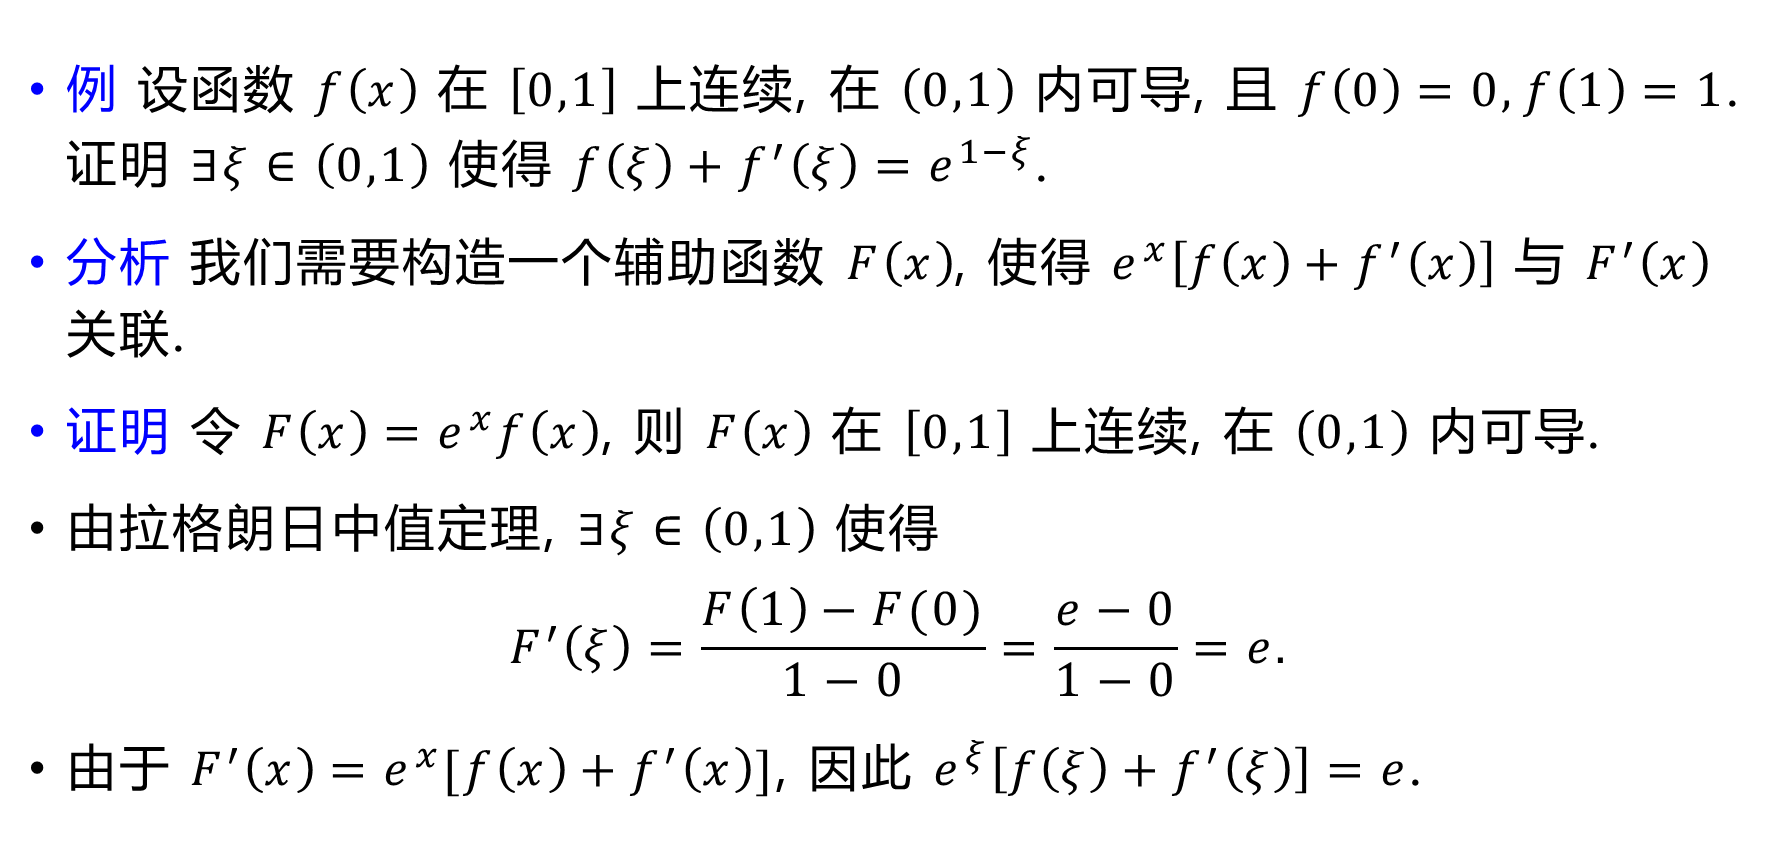 • 例 设函数 f(x) 在 [0,1] 上连续, 在 (0,1) 内可导, 且 f(0) = 0, f(1) = 1.
证明 ∃ξ ∈ (0,1) 使得 f(ξ) + f′(ξ) = e^{1−ξ}.
• 分析 我们需要构造一个辅助函数 F(x), 使得 e^x[f(x) + f′(x)] 与 F′(x)
关联.
• 证明 令 F(x) = e^x f(x), 则 F(x) 在 [0,1] 上连续, 在 (0,1) 内可导.
• 由拉格朗日中值定理, ∃ξ ∈ (0,1) 使得
F′(ξ) = \frac{F(1) − F(0)}{1 − 0} = \frac{e − 0}{1 − 0} = e.
• 由于 F′(x) = e^x[f(x) + f′(x)], 因此 e^ξ[f(ξ) + f′(ξ)] = e.